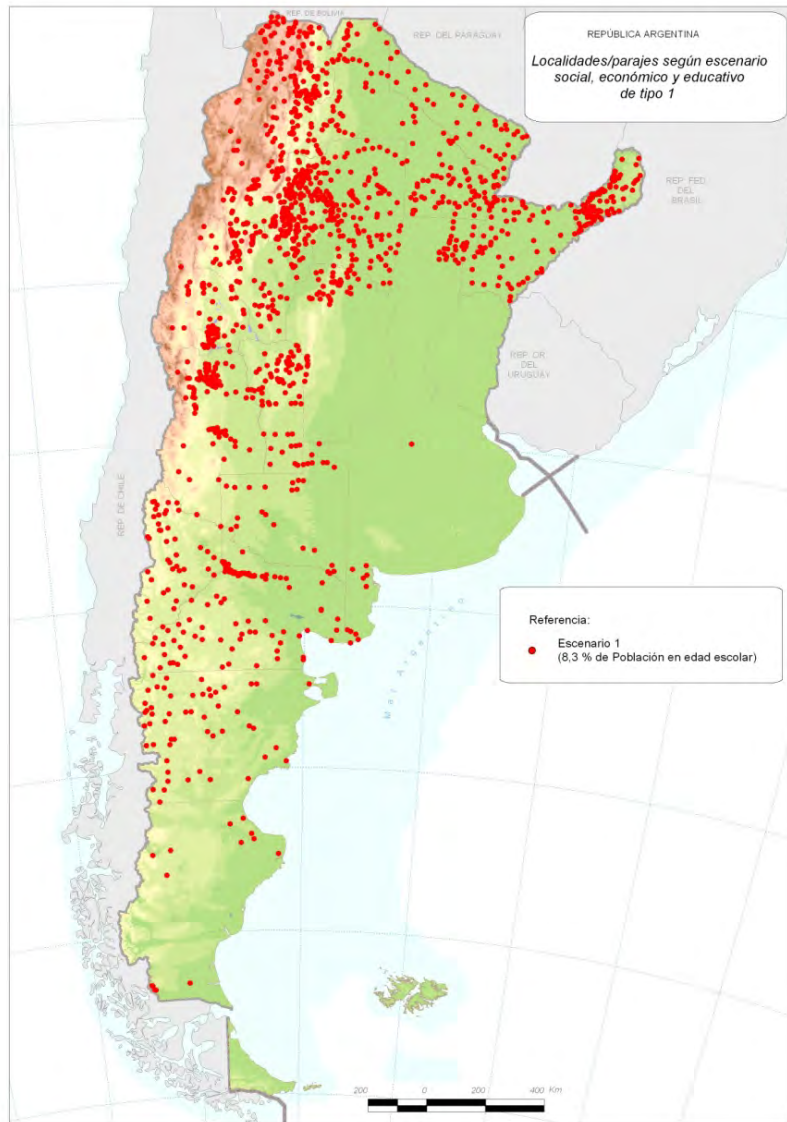 REP. DE BOLIVIA
REP. DEL PARAGUAY
REPÚBLICA ARGENTINA
Localidades/parajes según escenario
social, económico y educativo
de tipo 1
REP. FED.
DEL
BRASIL
REP. OR.
DEL
URUGUAY
REP. DE CHILE
Mar Argentino
Referencia:
Escenario 1
(8,3 % de Población en edad escolar)
200 0 200 400 Km